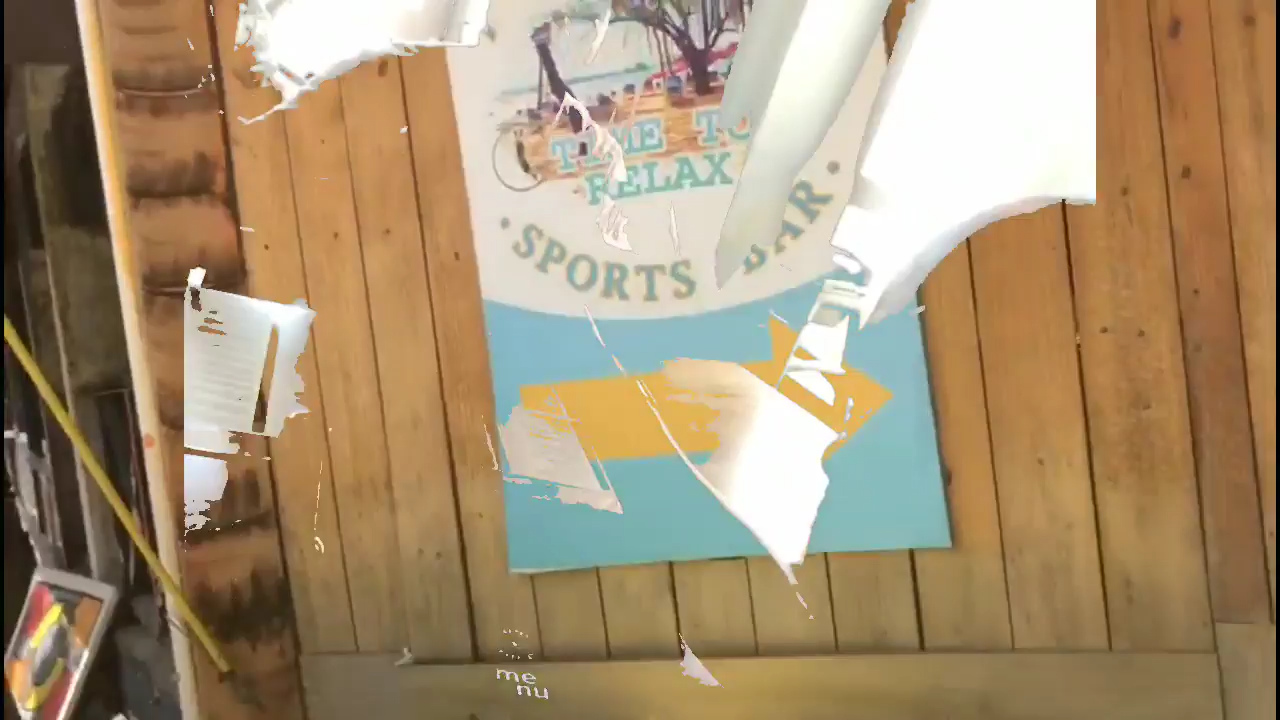 TIME TO
RELAX
• SPORTS BAR •
me
nu